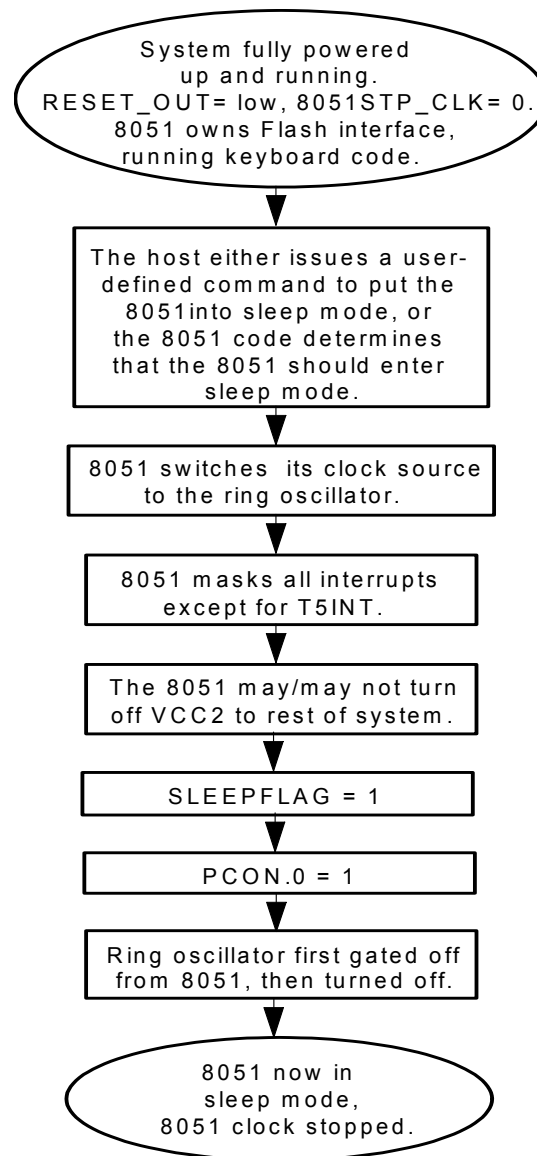 System fully powered
up and running.
RESET_OUT= low, 8051STP_CLK= 0.
8051 owns Flash interface,
running keyboard code.
The host either issues a user-
defined command to put the
8051into sleep mode, or
the 8051 code determines
that the 8051 should enter
sleep mode.
8051 switches its clock source
to the ring oscillator.
8051 masks all interrupts
except for T5INT.
The 8051 may/may not turn
off VCC2 to rest of system.
SLEEPFLAG = 1
PCON.0 = 1
Ring oscillator first gated off
from 8051, then turned off.
8051 now in
sleep mode,
8051 clock stopped.